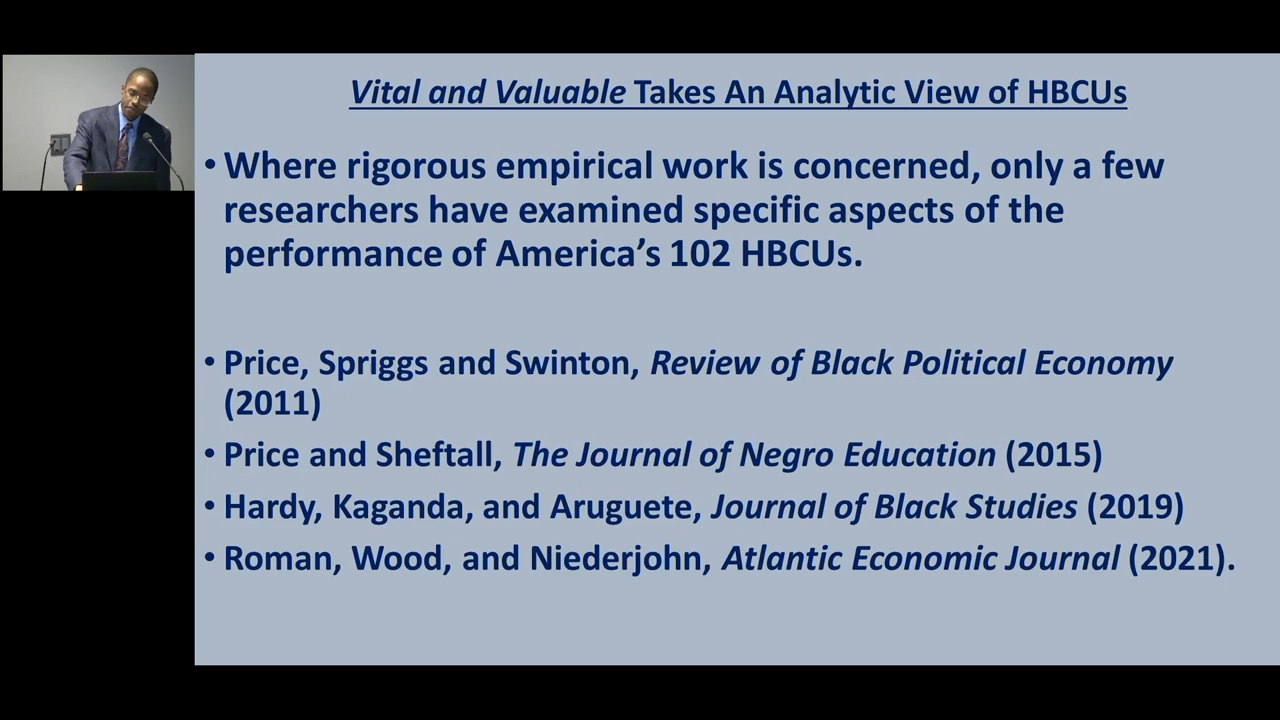 Vital and Valuable Takes An Analytic View of HBCUs
• Where rigorous empirical work is concerned, only a few
researchers have examined specific aspects of the
performance of America’s 102 HBCUs.
• Price, Spriggs and Swinton, Review of Black Political Economy
(2011)
• Price and Sheftall, The Journal of Negro Education (2015)
• Hardy, Kaganda, and Aruguete, Journal of Black Studies (2019)
• Roman, Wood, and Niederjohn, Atlantic Economic Journal (2021).